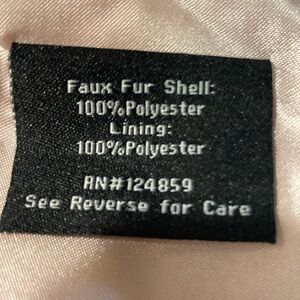 Faux Fur Shell:
100%Polyester
Lining:
100%Polyester
RN#124859
See Reverse for Care